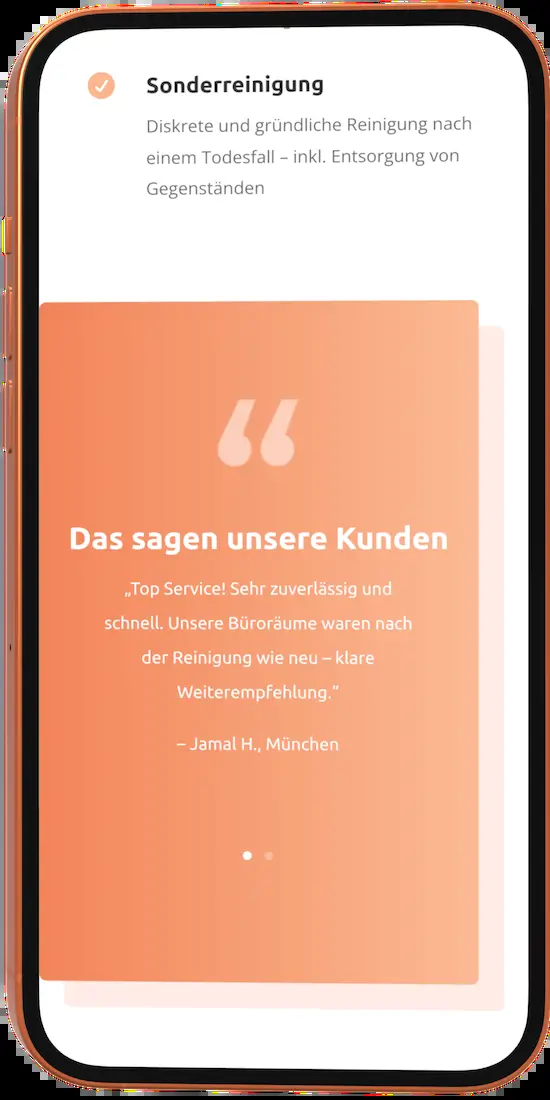 Sonderreinigung
Diskrete und gründliche Reinigung nach
einem Todesfall – inkl. Entsorgung von
Gegenständen
“
Das sagen unsere Kunden
„Top Service! Sehr zuverlässig und
schnell. Unsere Büroräume waren nach
der Reinigung wie neu – klare
Weiterempfehlung.“
– Jamal H., München